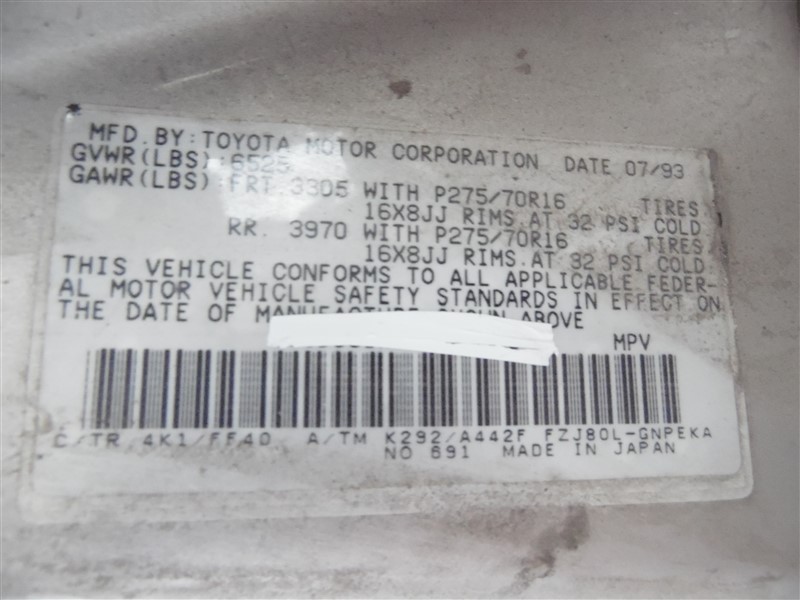 MFD. BY: TOYOTA MOTOR CORPORATION DATE 07/93
GVWR(LBS): 6525
GAWR(LBS): FRT. 3305 WITH P275/70R16 TIRES
16X8JJ RIMS AT 32 PSI COLD
RR. 3970 WITH P275/70R16 TIRES
16X8JJ RIMS AT 32 PSI COLD.
THIS VEHICLE CONFORMS TO ALL APPLICABLE FEDER-
AL MOTOR VEHICLE SAFETY STANDARDS IN EFFECT ON
THE DATE OF MANUFACTURE SHOWN ABOVE
MPV
C/TR 4K1/FF40 A/TM K292/A442F FZJ80L-GNPEKA
NO 691 MADE IN JAPAN